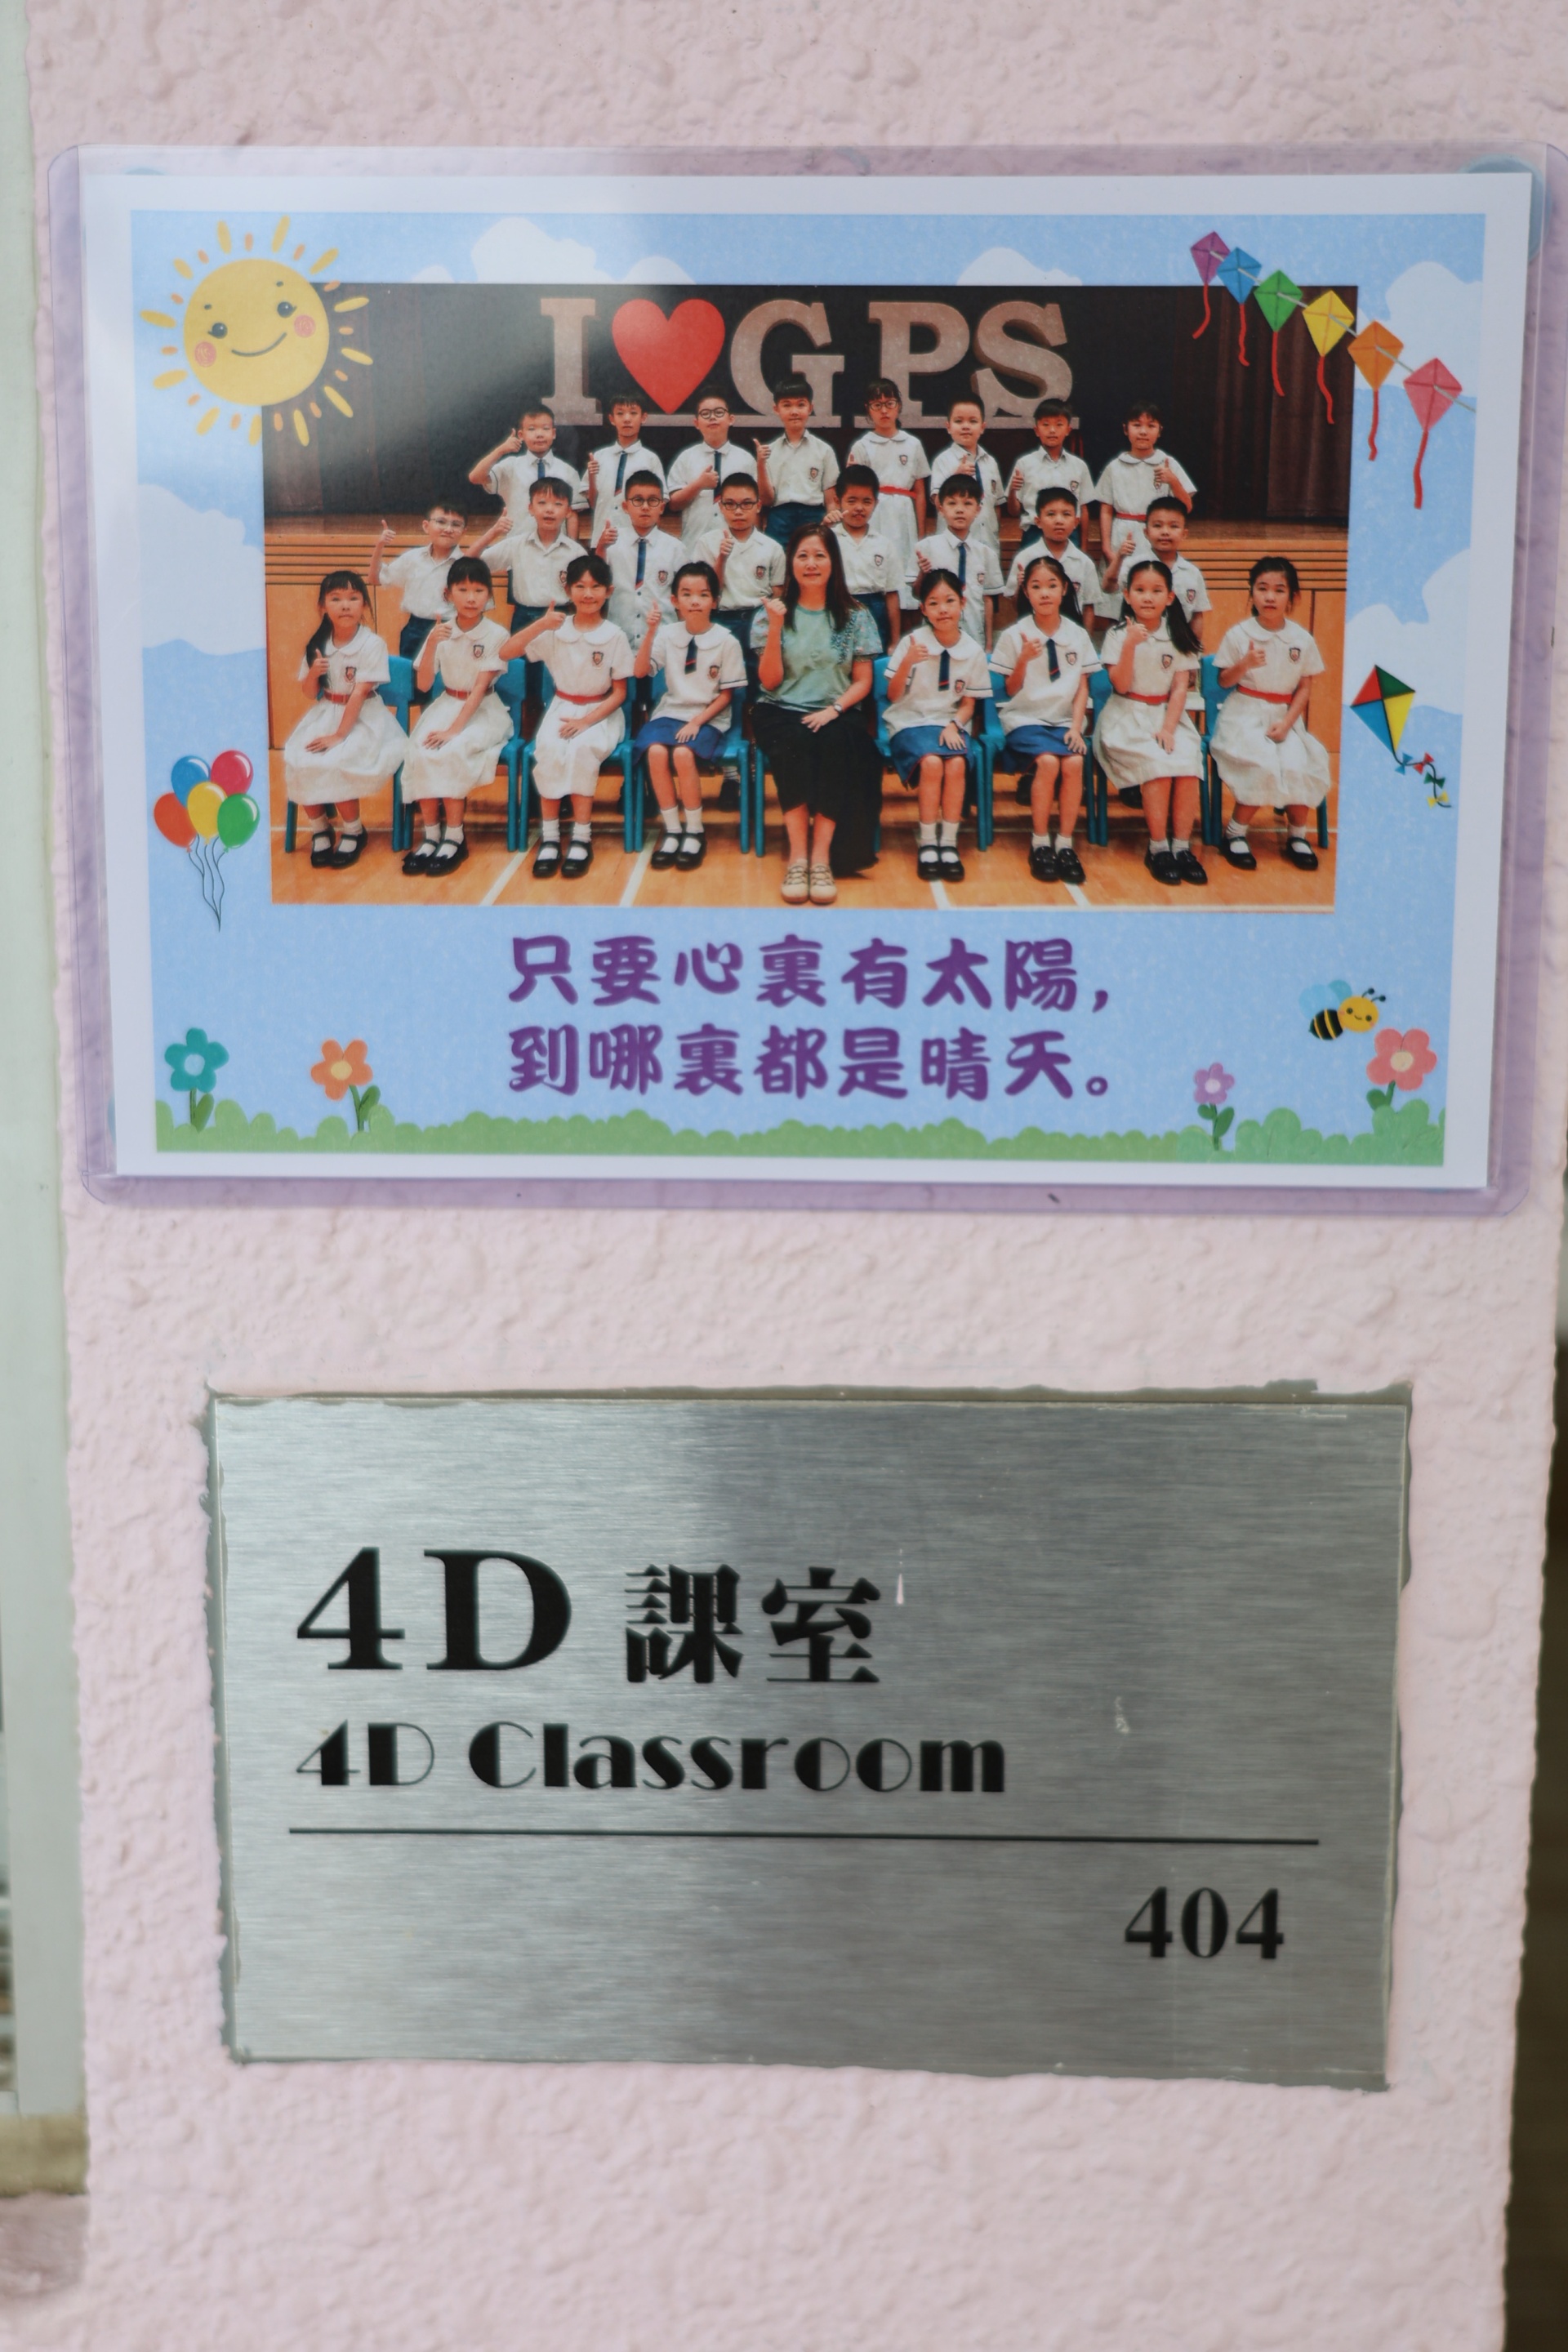 I ❤ GPS
只要心裏有太陽，
到哪裏都是晴天。
4D 課室
4D Classroom
404